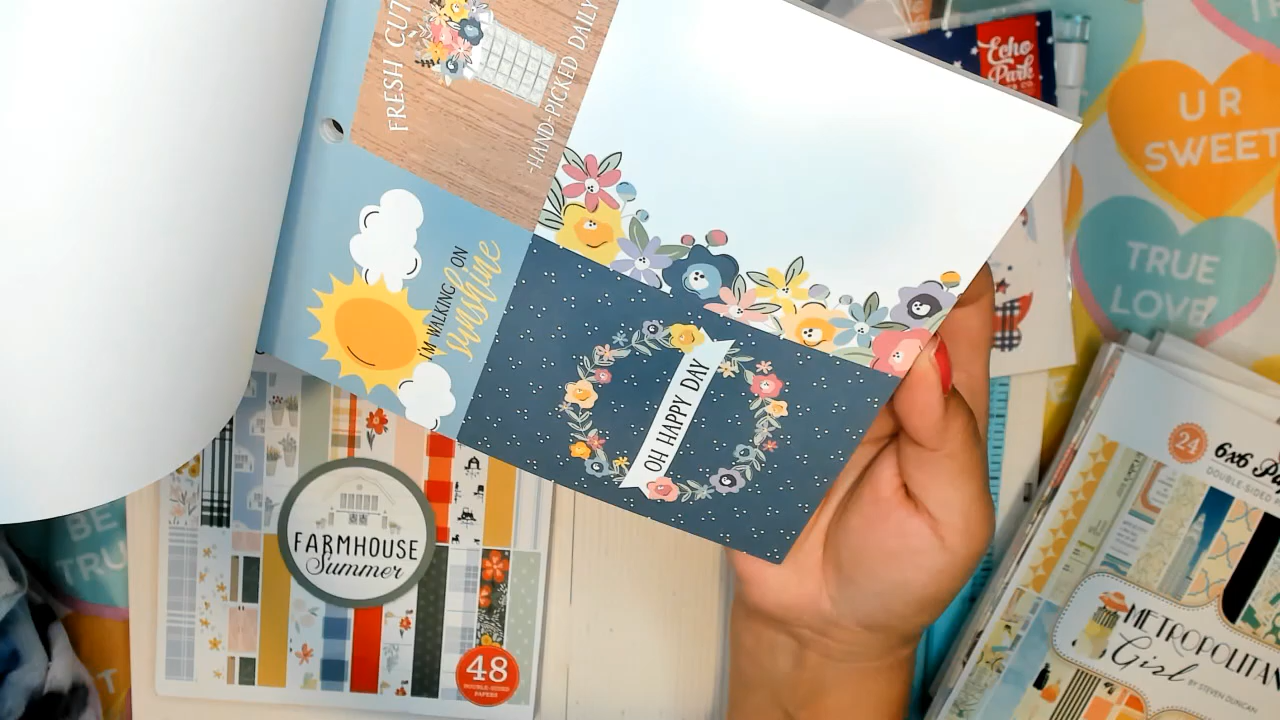 FRESH CUT
HAND-PICKED DAILY
I'M WALKING ON
sunshine
OH HAPPY DAY
Echo
Park
U R
SWEET
TRUE
LOVE
BE
TRU
FARMHOUSE
Summer
48
DOUBLE-SIDED
PAPERS
24
6x6 Pa
DOUBLE-SIDED
METROPOLITAN
Girl
BY STEVEN DUNCAN